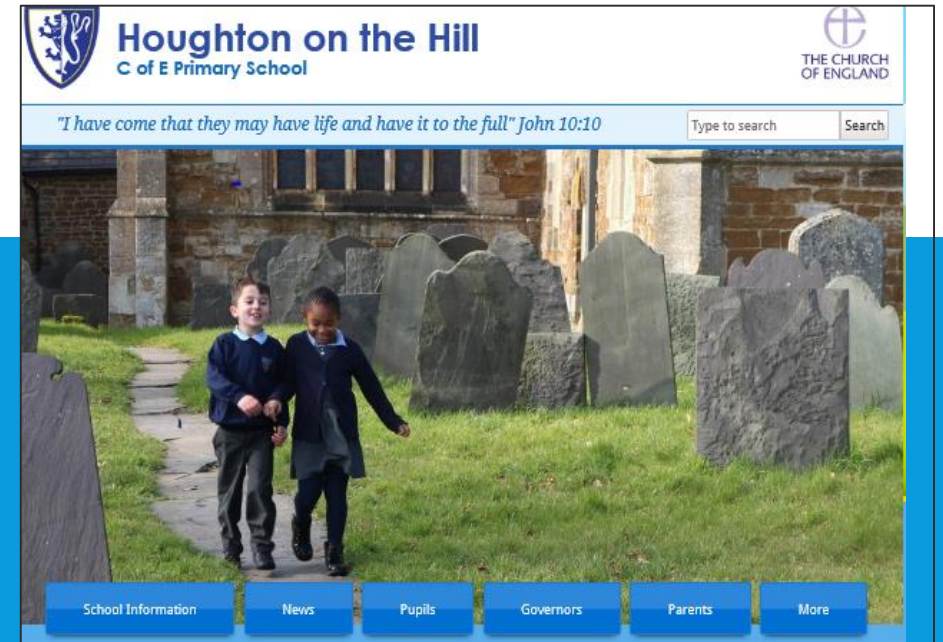 Houghton on the Hill
C of E Primary School
THE CHURCH
OF ENGLAND
"I have come that they may have life and have it to the full" John 10:10
Type to search
Search
School Information
News
Pupils
Governors
Parents
More